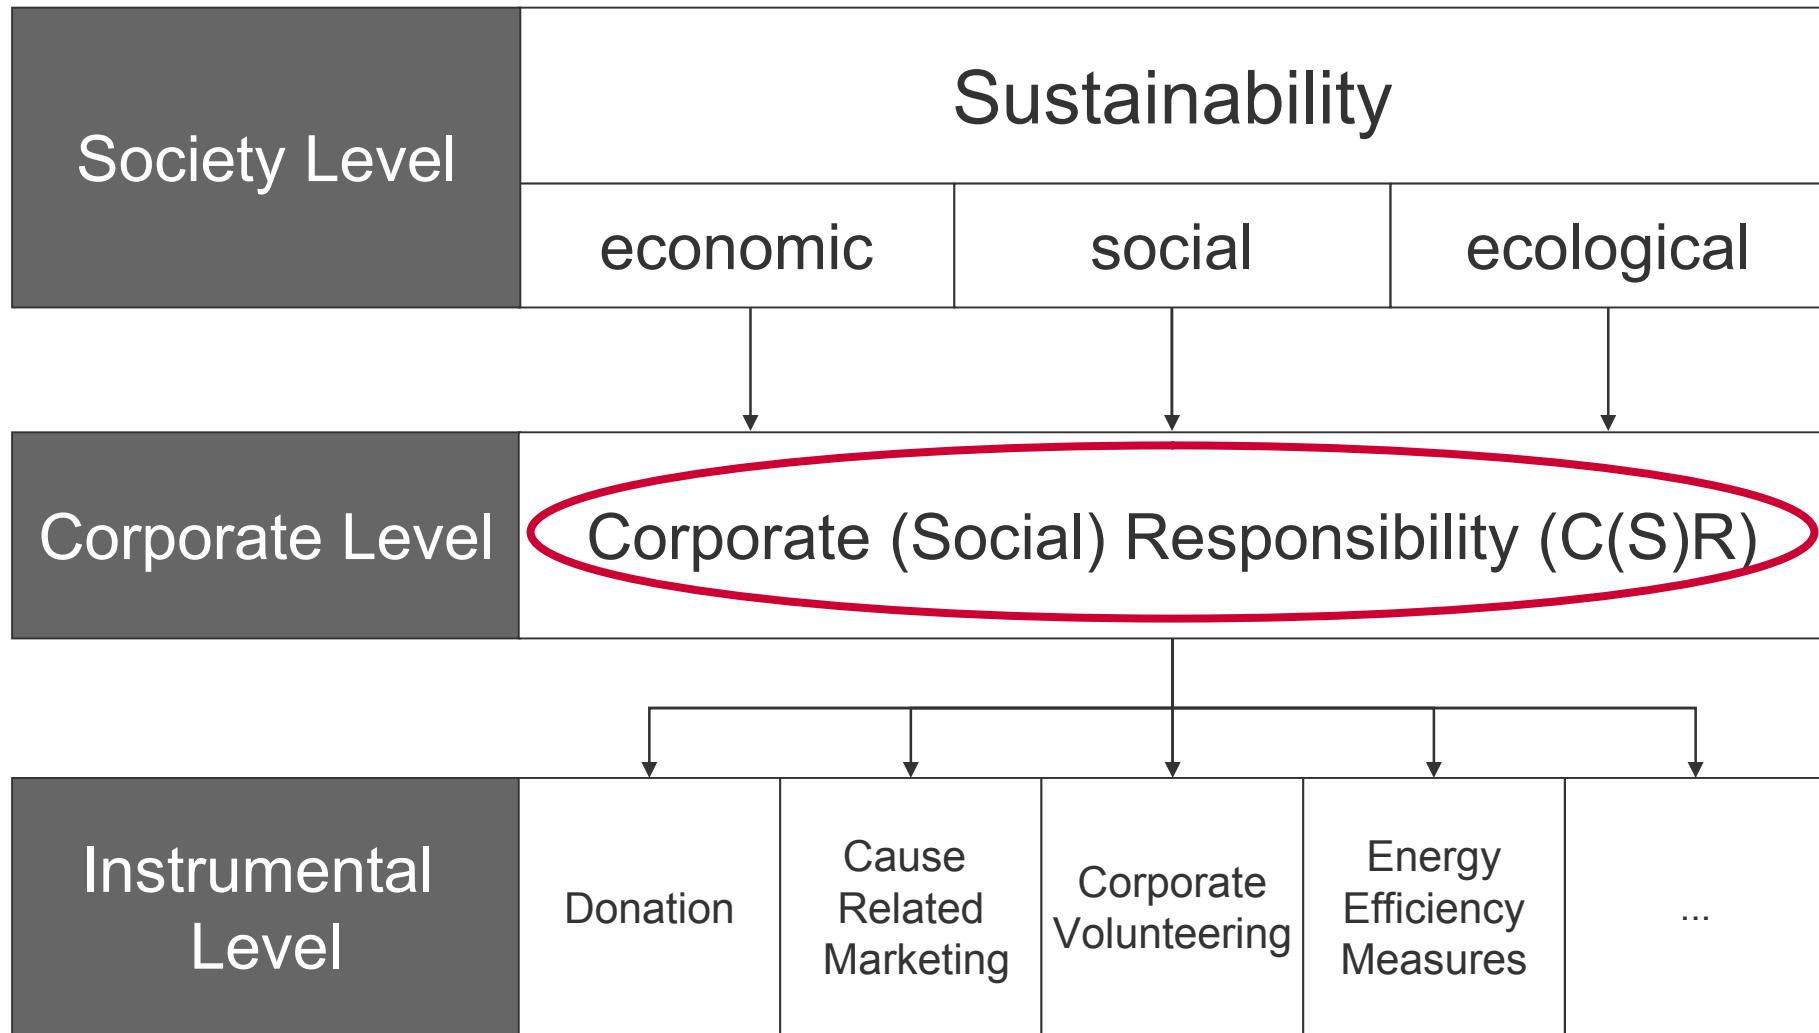 Society Level
Sustainability
economic
social
ecological
Corporate Level
Corporate (Social) Responsibility (C(S)R)
Instrumental
Level
Donation
Cause
Related
Marketing
Corporate
Volunteering
Energy
Efficiency
Measures
...